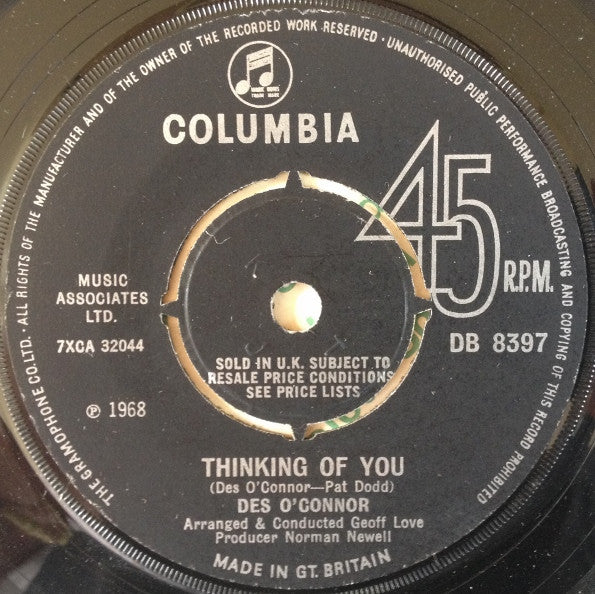 THE GRAMOPHONE CO. LTD. · ALL RIGHTS OF THE MANUFACTURER AND OF THE OWNER OF THE RECORDED WORK RESERVED · UNAUTHORISED PUBLIC PERFORMANCE BROADCASTING AND COPYING OF THIS RECORD PROHIBITED
COLUMBIA
45
R.P.M.
MUSIC
ASSOCIATES
LTD.
7XCA 32044
DB 8397
SOLD IN U.K. SUBJECT TO
RESALE PRICE CONDITIONS
SEE PRICE LISTS
℗ 1968
THINKING OF YOU
(Des O'Connor—Pat Dodd)
DES O'CONNOR
Arranged & Conducted Geoff Love
Producer Norman Newell
MADE IN GT. BRITAIN